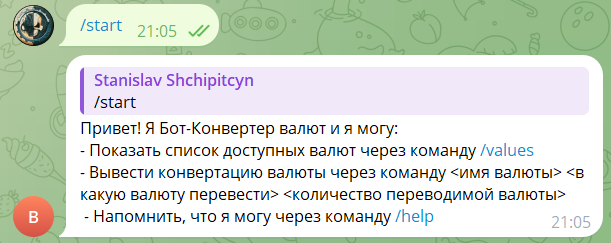 /start
21:05
Stanislav Shchipitcyn
/start
Привет! Я Бот-Конвертер валют и я могу:
- Показать список доступных валют через команду /values
- Вывести конвертацию валюты через команду <имя валюты> <в
какую валюту перевести> <количество переводимой валюты>
- Напомнить, что я могу через команду /help
В
21:05